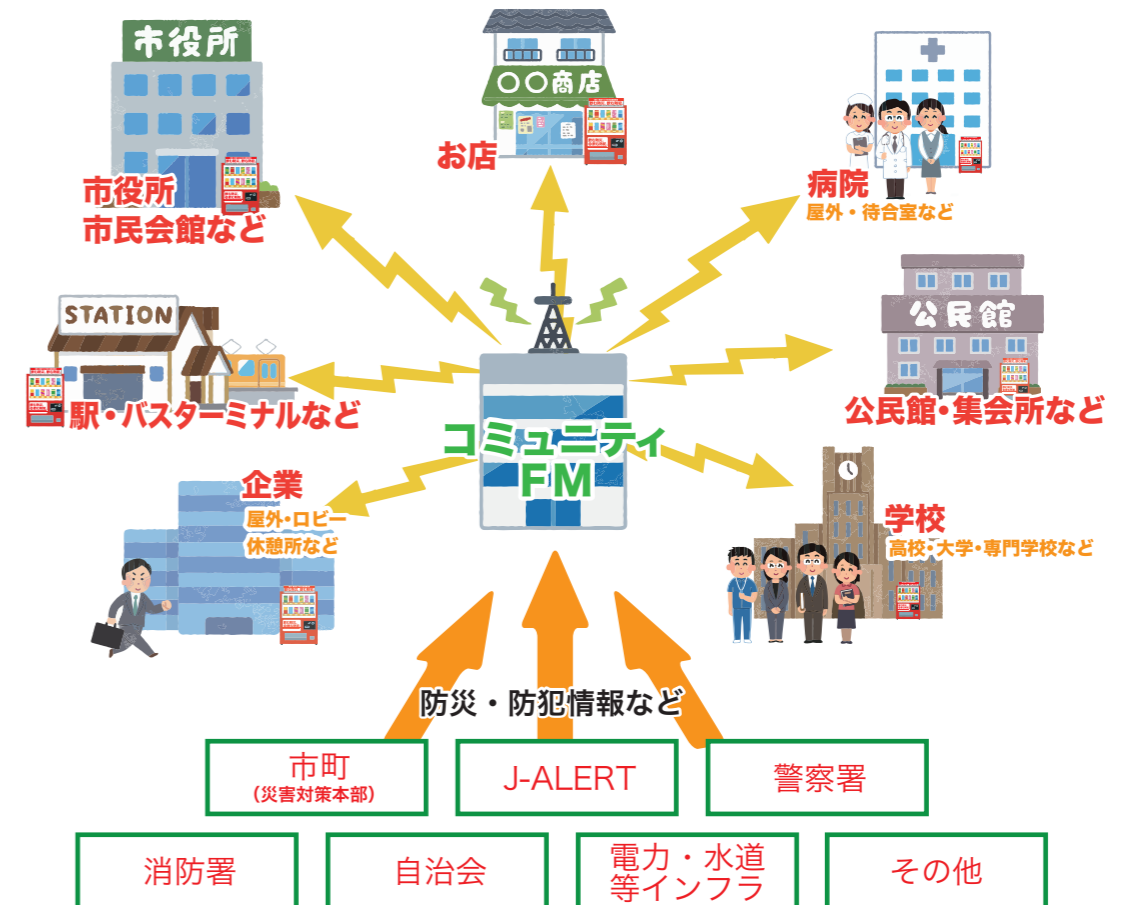 市役所
市役所
市民会館など
〇〇商店
お店
病院
屋外・待合室など
STATION
駅・バスターミナルなど
公民館
公民館・集会所など
コミュニティ
FM
企業
屋外・ロビー
休憩所など
学校
高校・大学・専門学校など
防災・防犯情報など
市町
(災害対策本部)
J-ALERT
警察署
消防署
自治会
電力・水道
等インフラ
その他